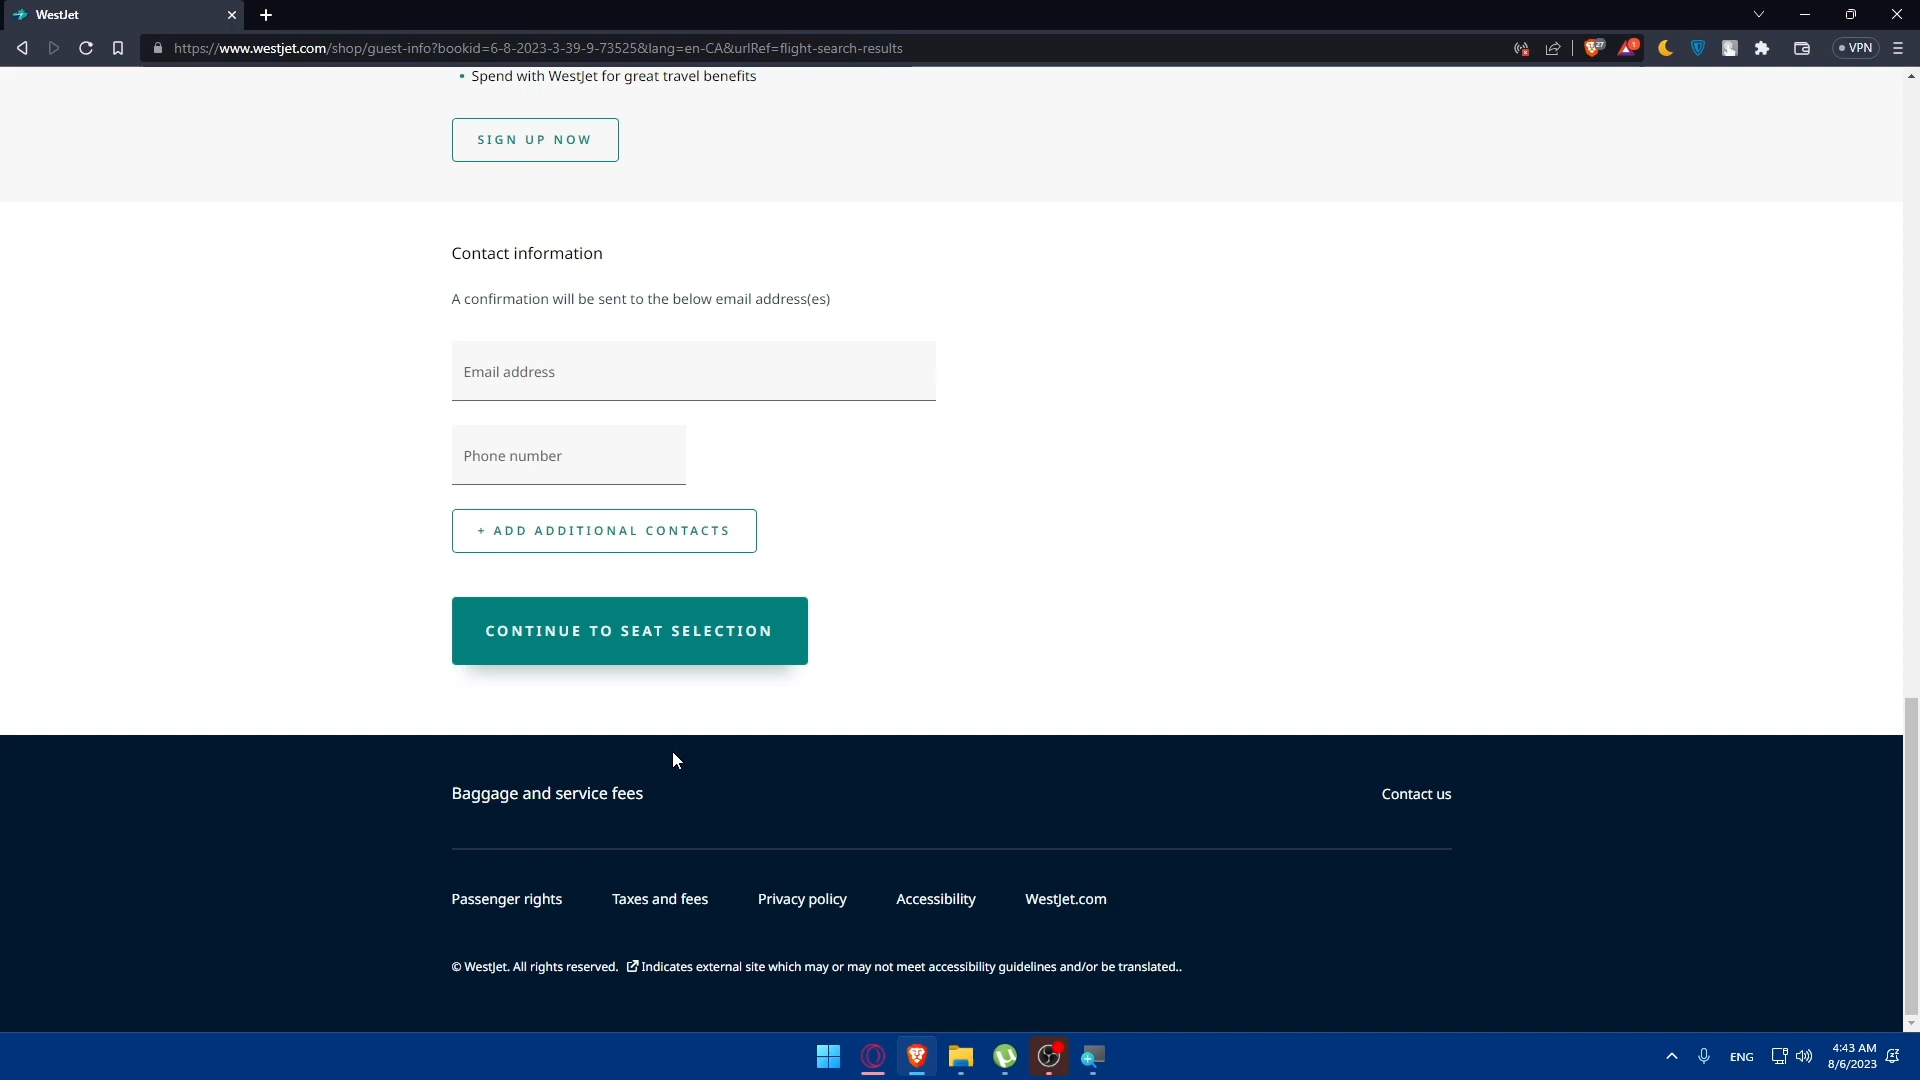 WestJet
https://www.westjet.com/shop/guest-info?bookid=6-8-2023-3-39-9-73525&lang=en-CA&urlRef=flight-search-results
27
1
VPN
• Spend with WestJet for great travel benefits
SIGN UP NOW
Contact information
A confirmation will be sent to the below email address(es)
Email address
Phone number
+ ADD ADDITIONAL CONTACTS
CONTINUE TO SEAT SELECTION
Baggage and service fees
Contact us
Passenger rights
Taxes and fees
Privacy policy
Accessibility
WestJet.com
© WestJet. All rights reserved. Indicates external site which may or may not meet accessibility guidelines and/or be translated..
ENG
4:43 AM
8/6/2023